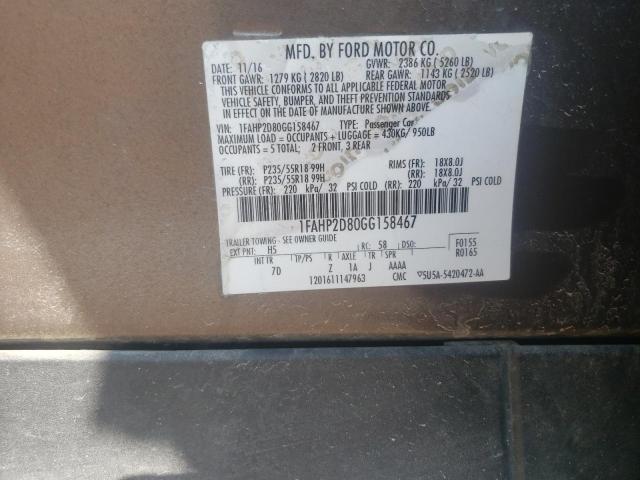 MFD. BY FORD MOTOR CO.
DATE: 11/16 GVWR: 2386 KG ( 5260 LB)
FRONT GAWR: 1279 KG ( 2820 LB) REAR GAWR: 1143 KG ( 2520 LB)
THIS VEHICLE CONFORMS TO ALL APPLICABLE FEDERAL MOTOR
VEHICLE SAFETY, BUMPER, AND THEFT PREVENTION STANDARDS
IN EFFECT ON THE DATE OF MANUFACTURE SHOWN ABOVE.
VIN: 1FAHP2D80GG158467 TYPE: Passenger Car
MAXIMUM LOAD = OCCUPANTS + LUGGAGE = 430KG/ 950LB
OCCUPANTS = 5 TOTAL; 2 FRONT, 3 REAR
TIRE (FR): P235/55R18 99H RIMS (FR): 18X8.0J
(RR): P235/55R18 99H (RR): 18X8.0J
PRESSURE (FR): 220 kPa/ 32 PSI COLD (RR): 220 kPa/ 32 PSI COLD
1FAHP2D80GG158467
TRAILER TOWING - SEE OWNER GUIDE
EXT PNT: H5 RC: 58 DSO: F0155
INT TR TP/PS R AXLE TR SPR R0165
7D Z 1A J AAAA
1201611147963 CMC 5U5A-5420472-AA